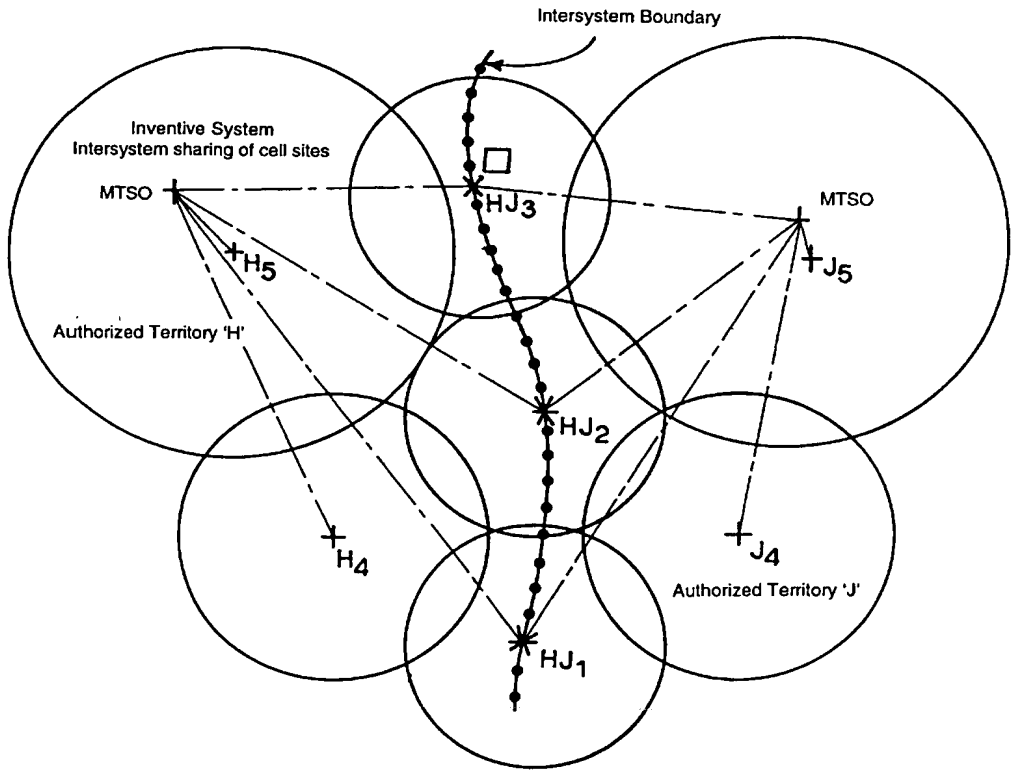 Intersystem Boundary
Inventive System
Intersystem sharing of cell sites
MTSO
HJ3
MTSO
H5
J5
Authorized Territory 'H'
HJ2
H4
J4
Authorized Territory 'J'
HJ1